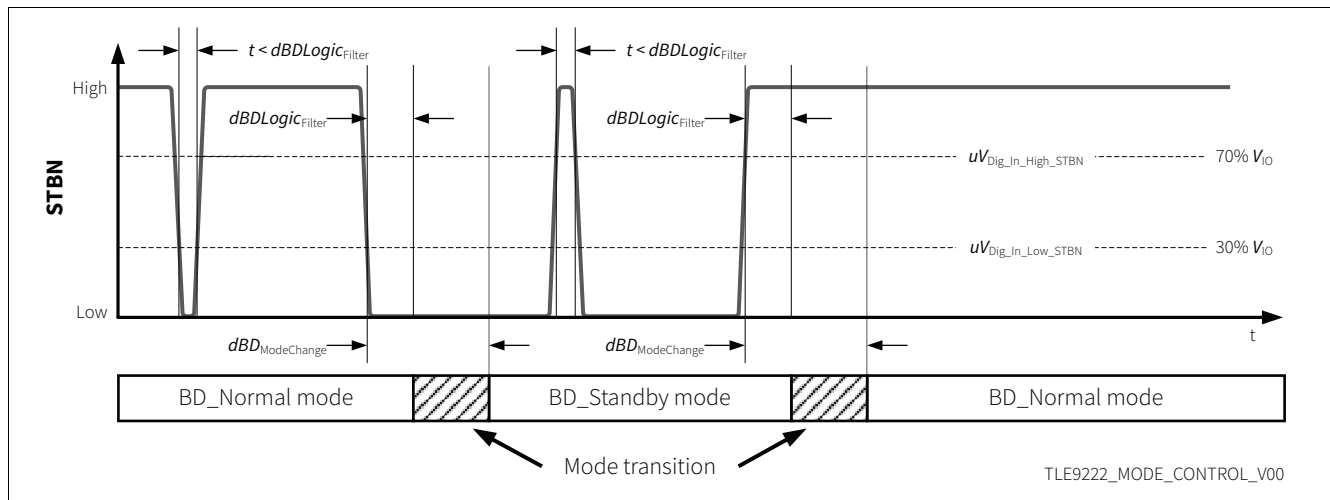 t < dBDLogicFilter
t < dBDLogicFilter
High
dBDLogicFilter
dBDLogicFilter
uVDig_In_High_STBN
70% VIO
STBN
uVDig_In_Low_STBN
30% VIO
Low
t
dBDModeChange
dBDModeChange
BD_Normal mode
BD_Standby mode
BD_Normal mode
Mode transition
TLE9222_MODE_CONTROL_V00